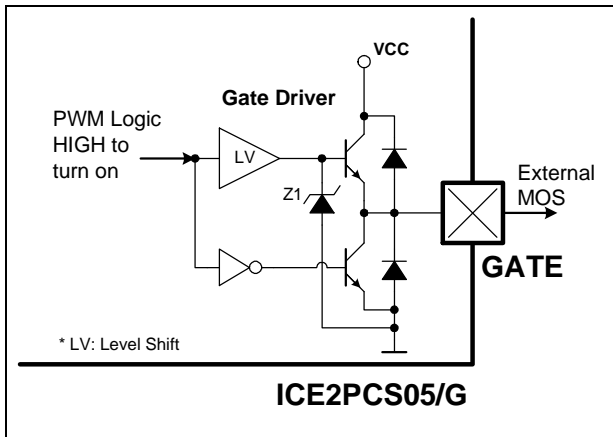 VCC
Gate Driver
PWM Logic
HIGH to
turn on
LV
Z1
External
MOS
GATE
* LV: Level Shift
ICE2PCS05/G